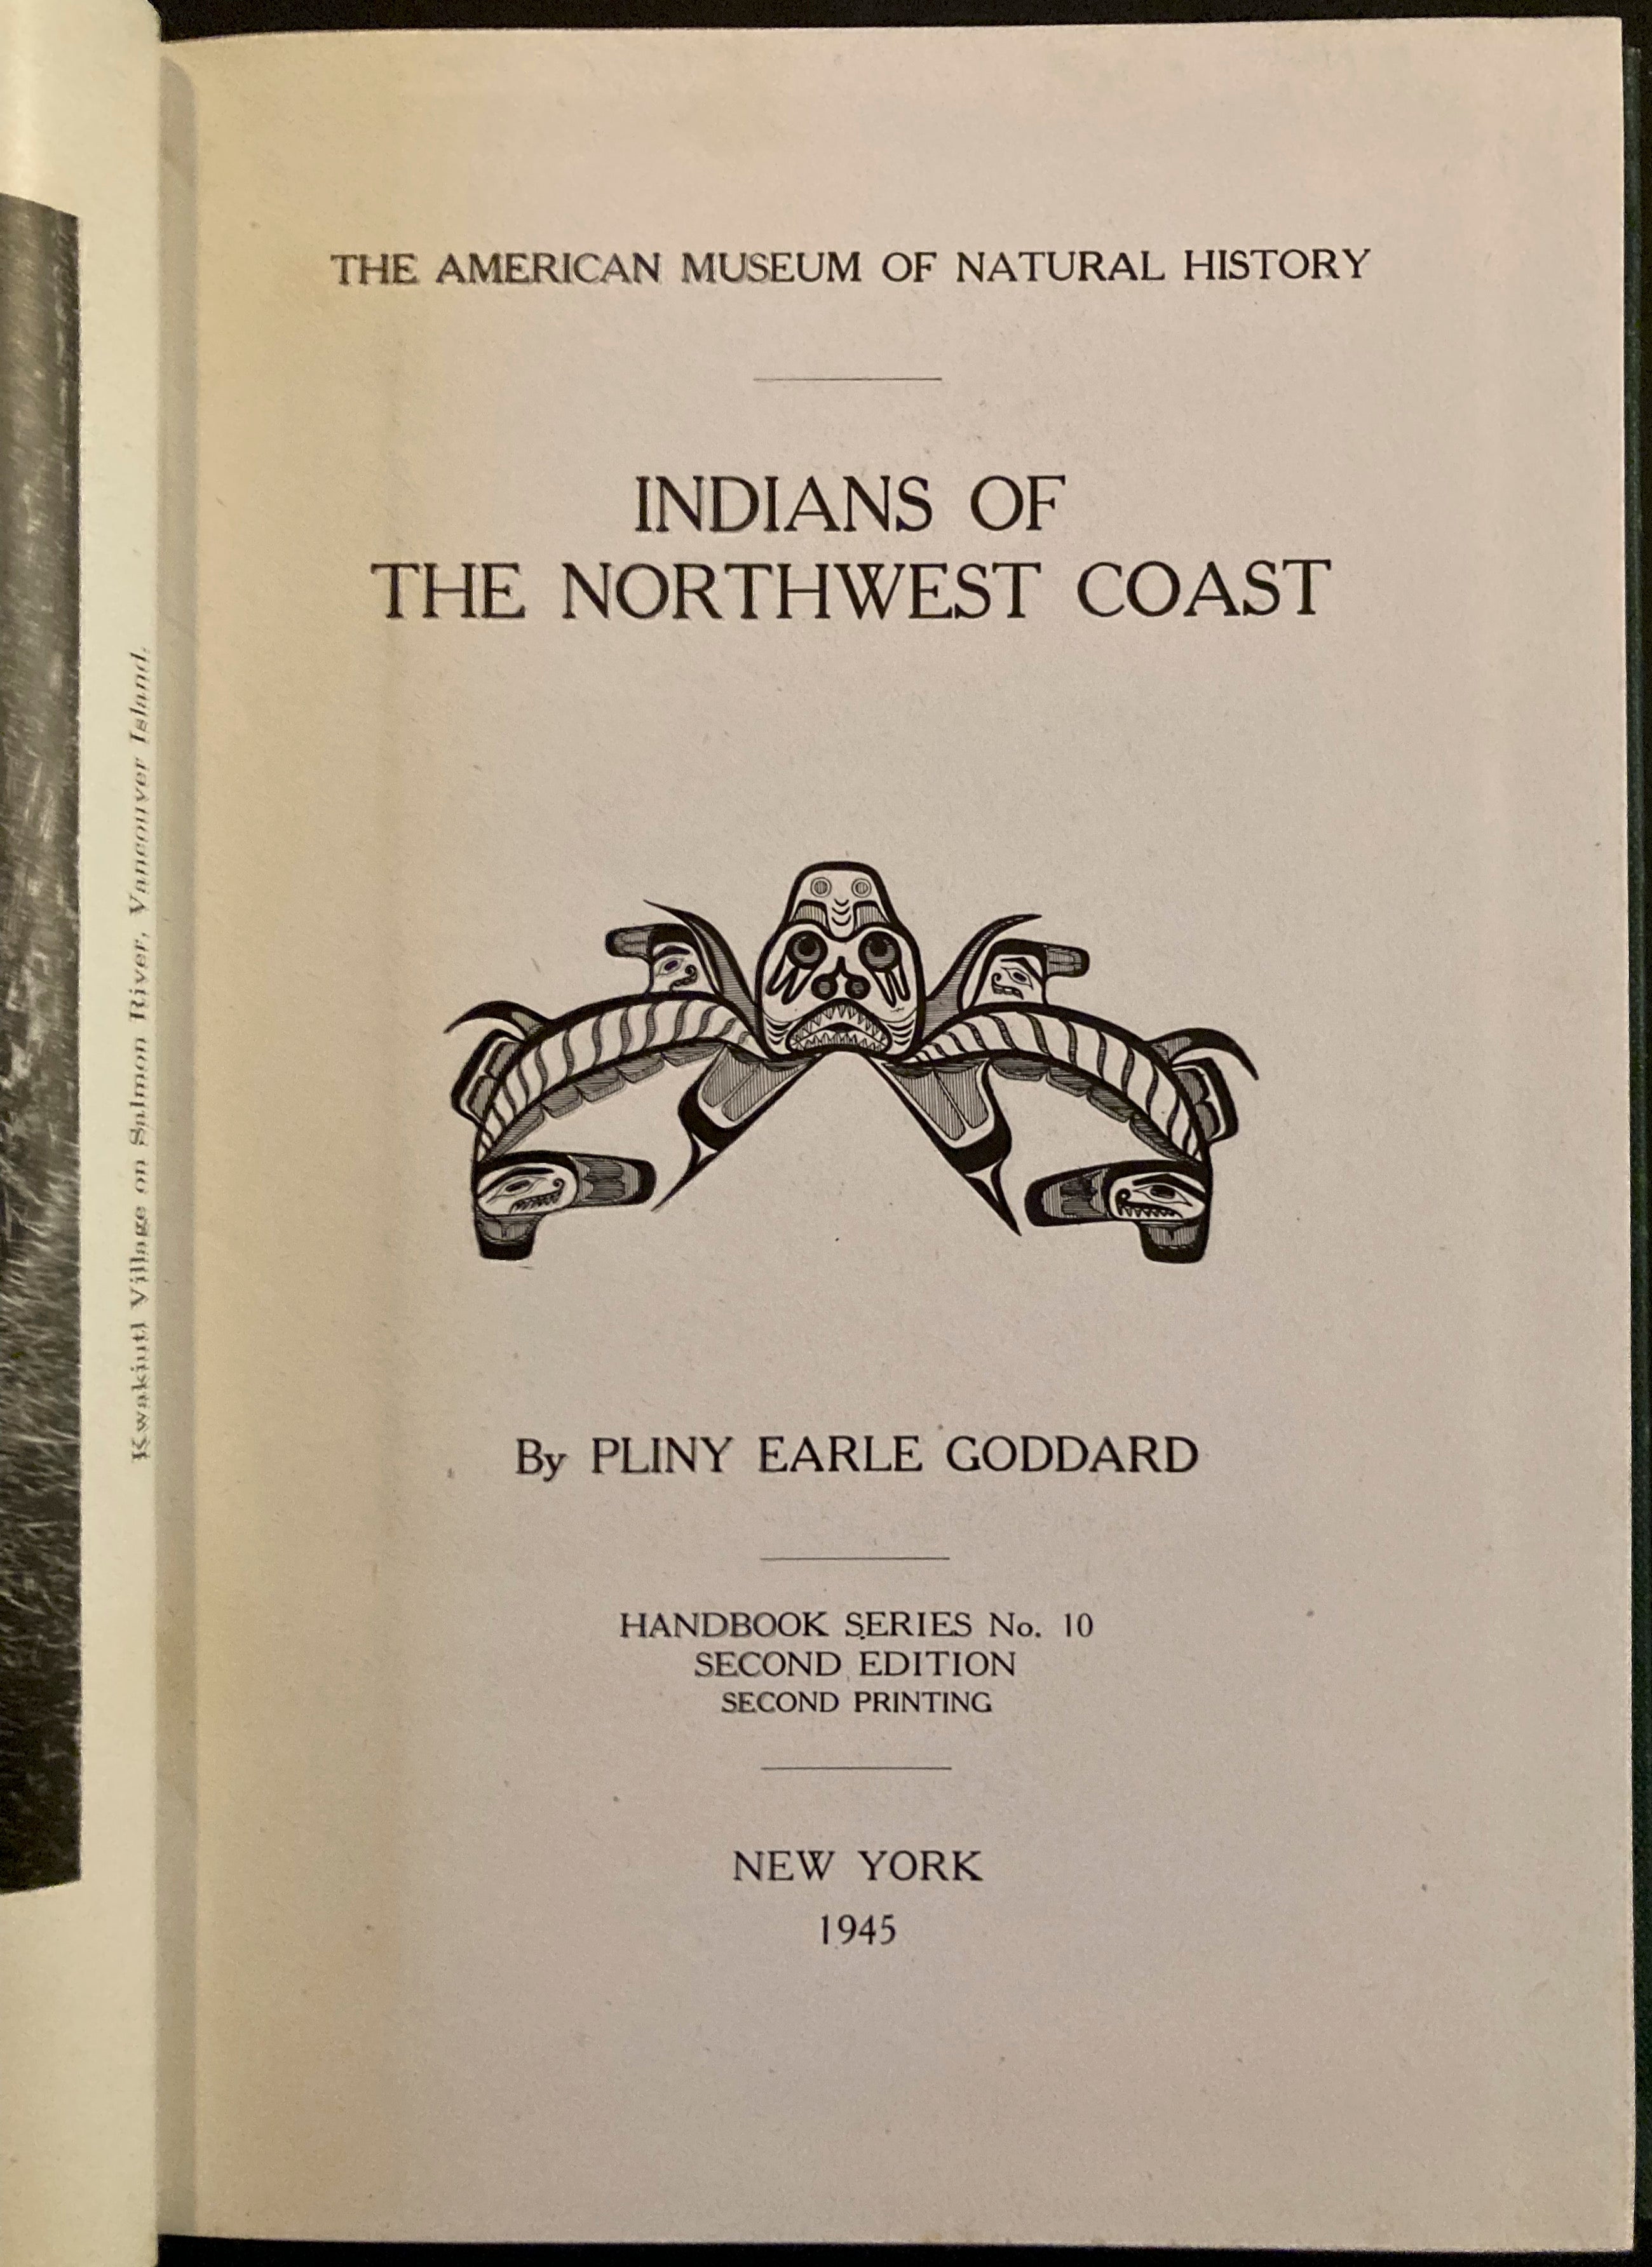 Kwakiutl Village on Salmon River, Vancouver Island.
THE AMERICAN MUSEUM OF NATURAL HISTORY
INDIANS OF
THE NORTHWEST COAST
By PLINY EARLE GODDARD
HANDBOOK SERIES No. 10
SECOND EDITION
SECOND PRINTING
NEW YORK
1945